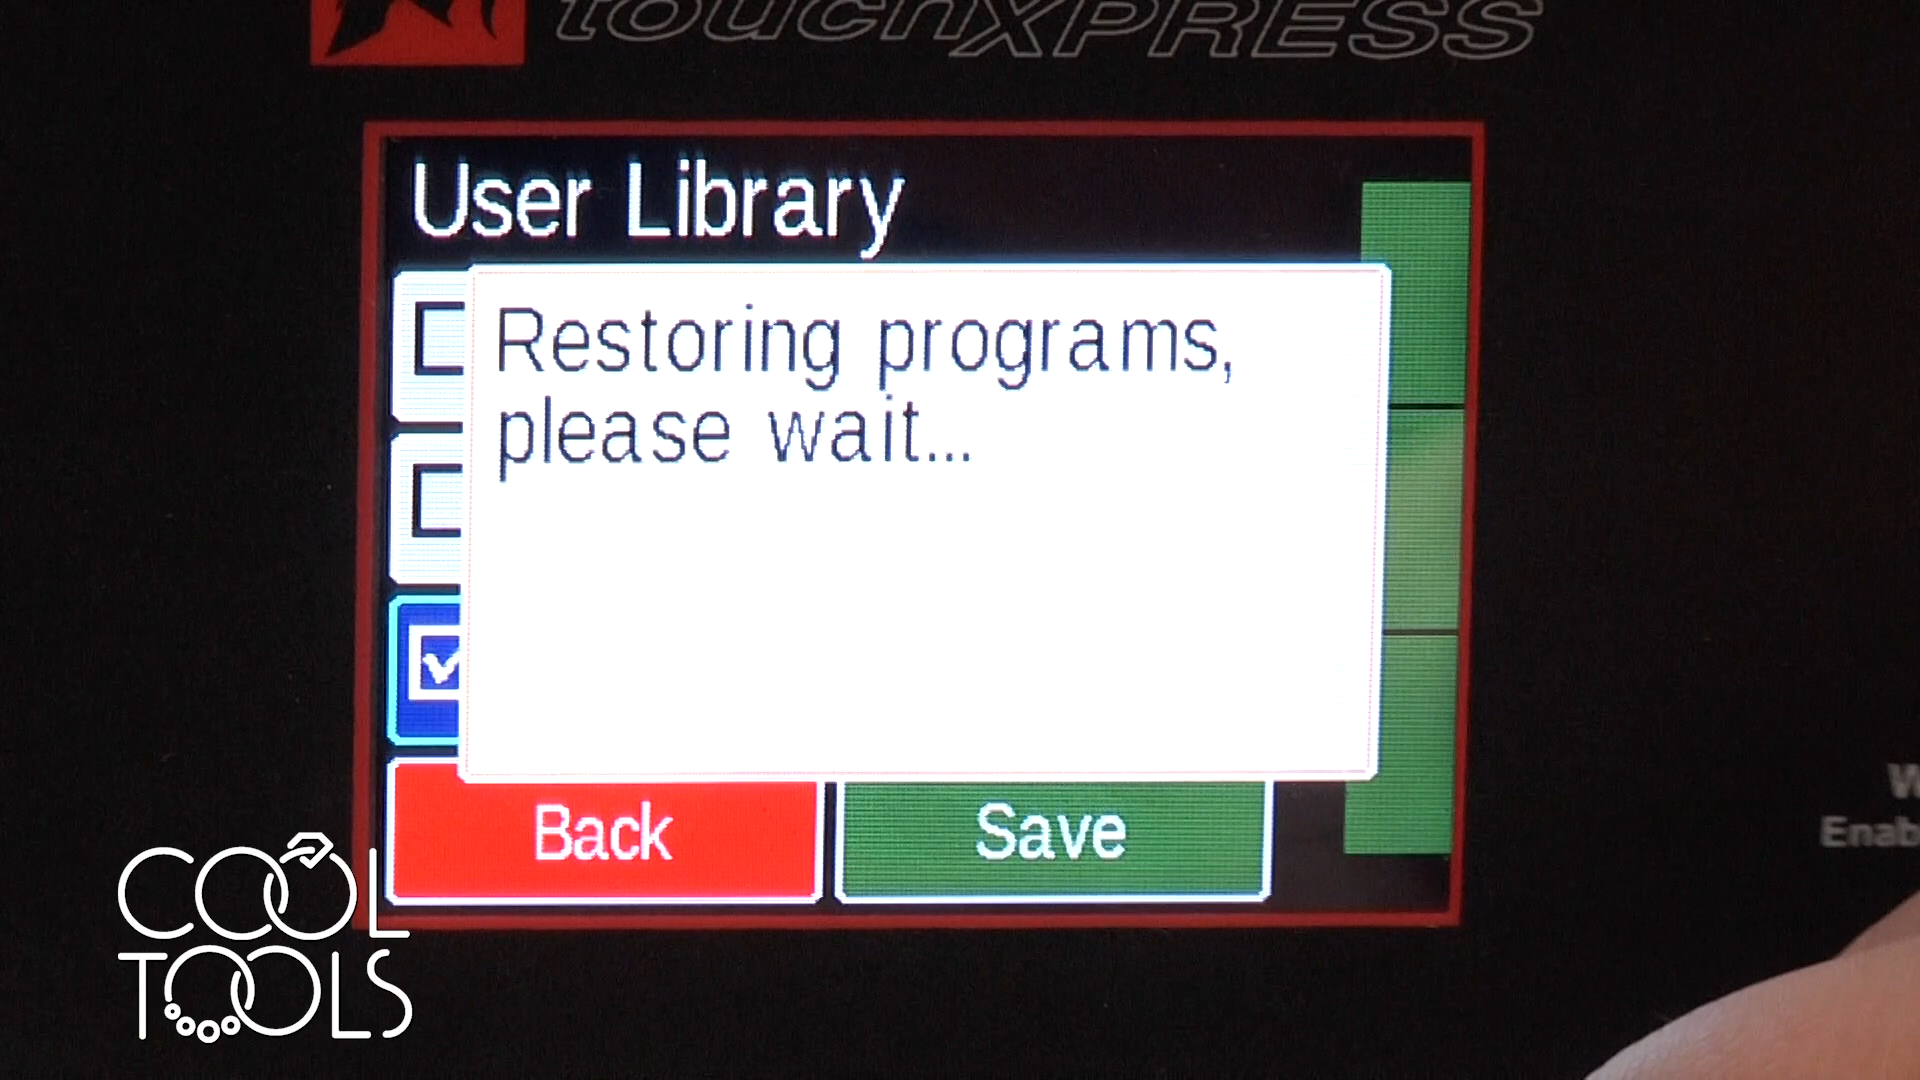 touchXPRESS
User Library
Restoring programs,
please wait...
Back
Save
COOL
TOOLS